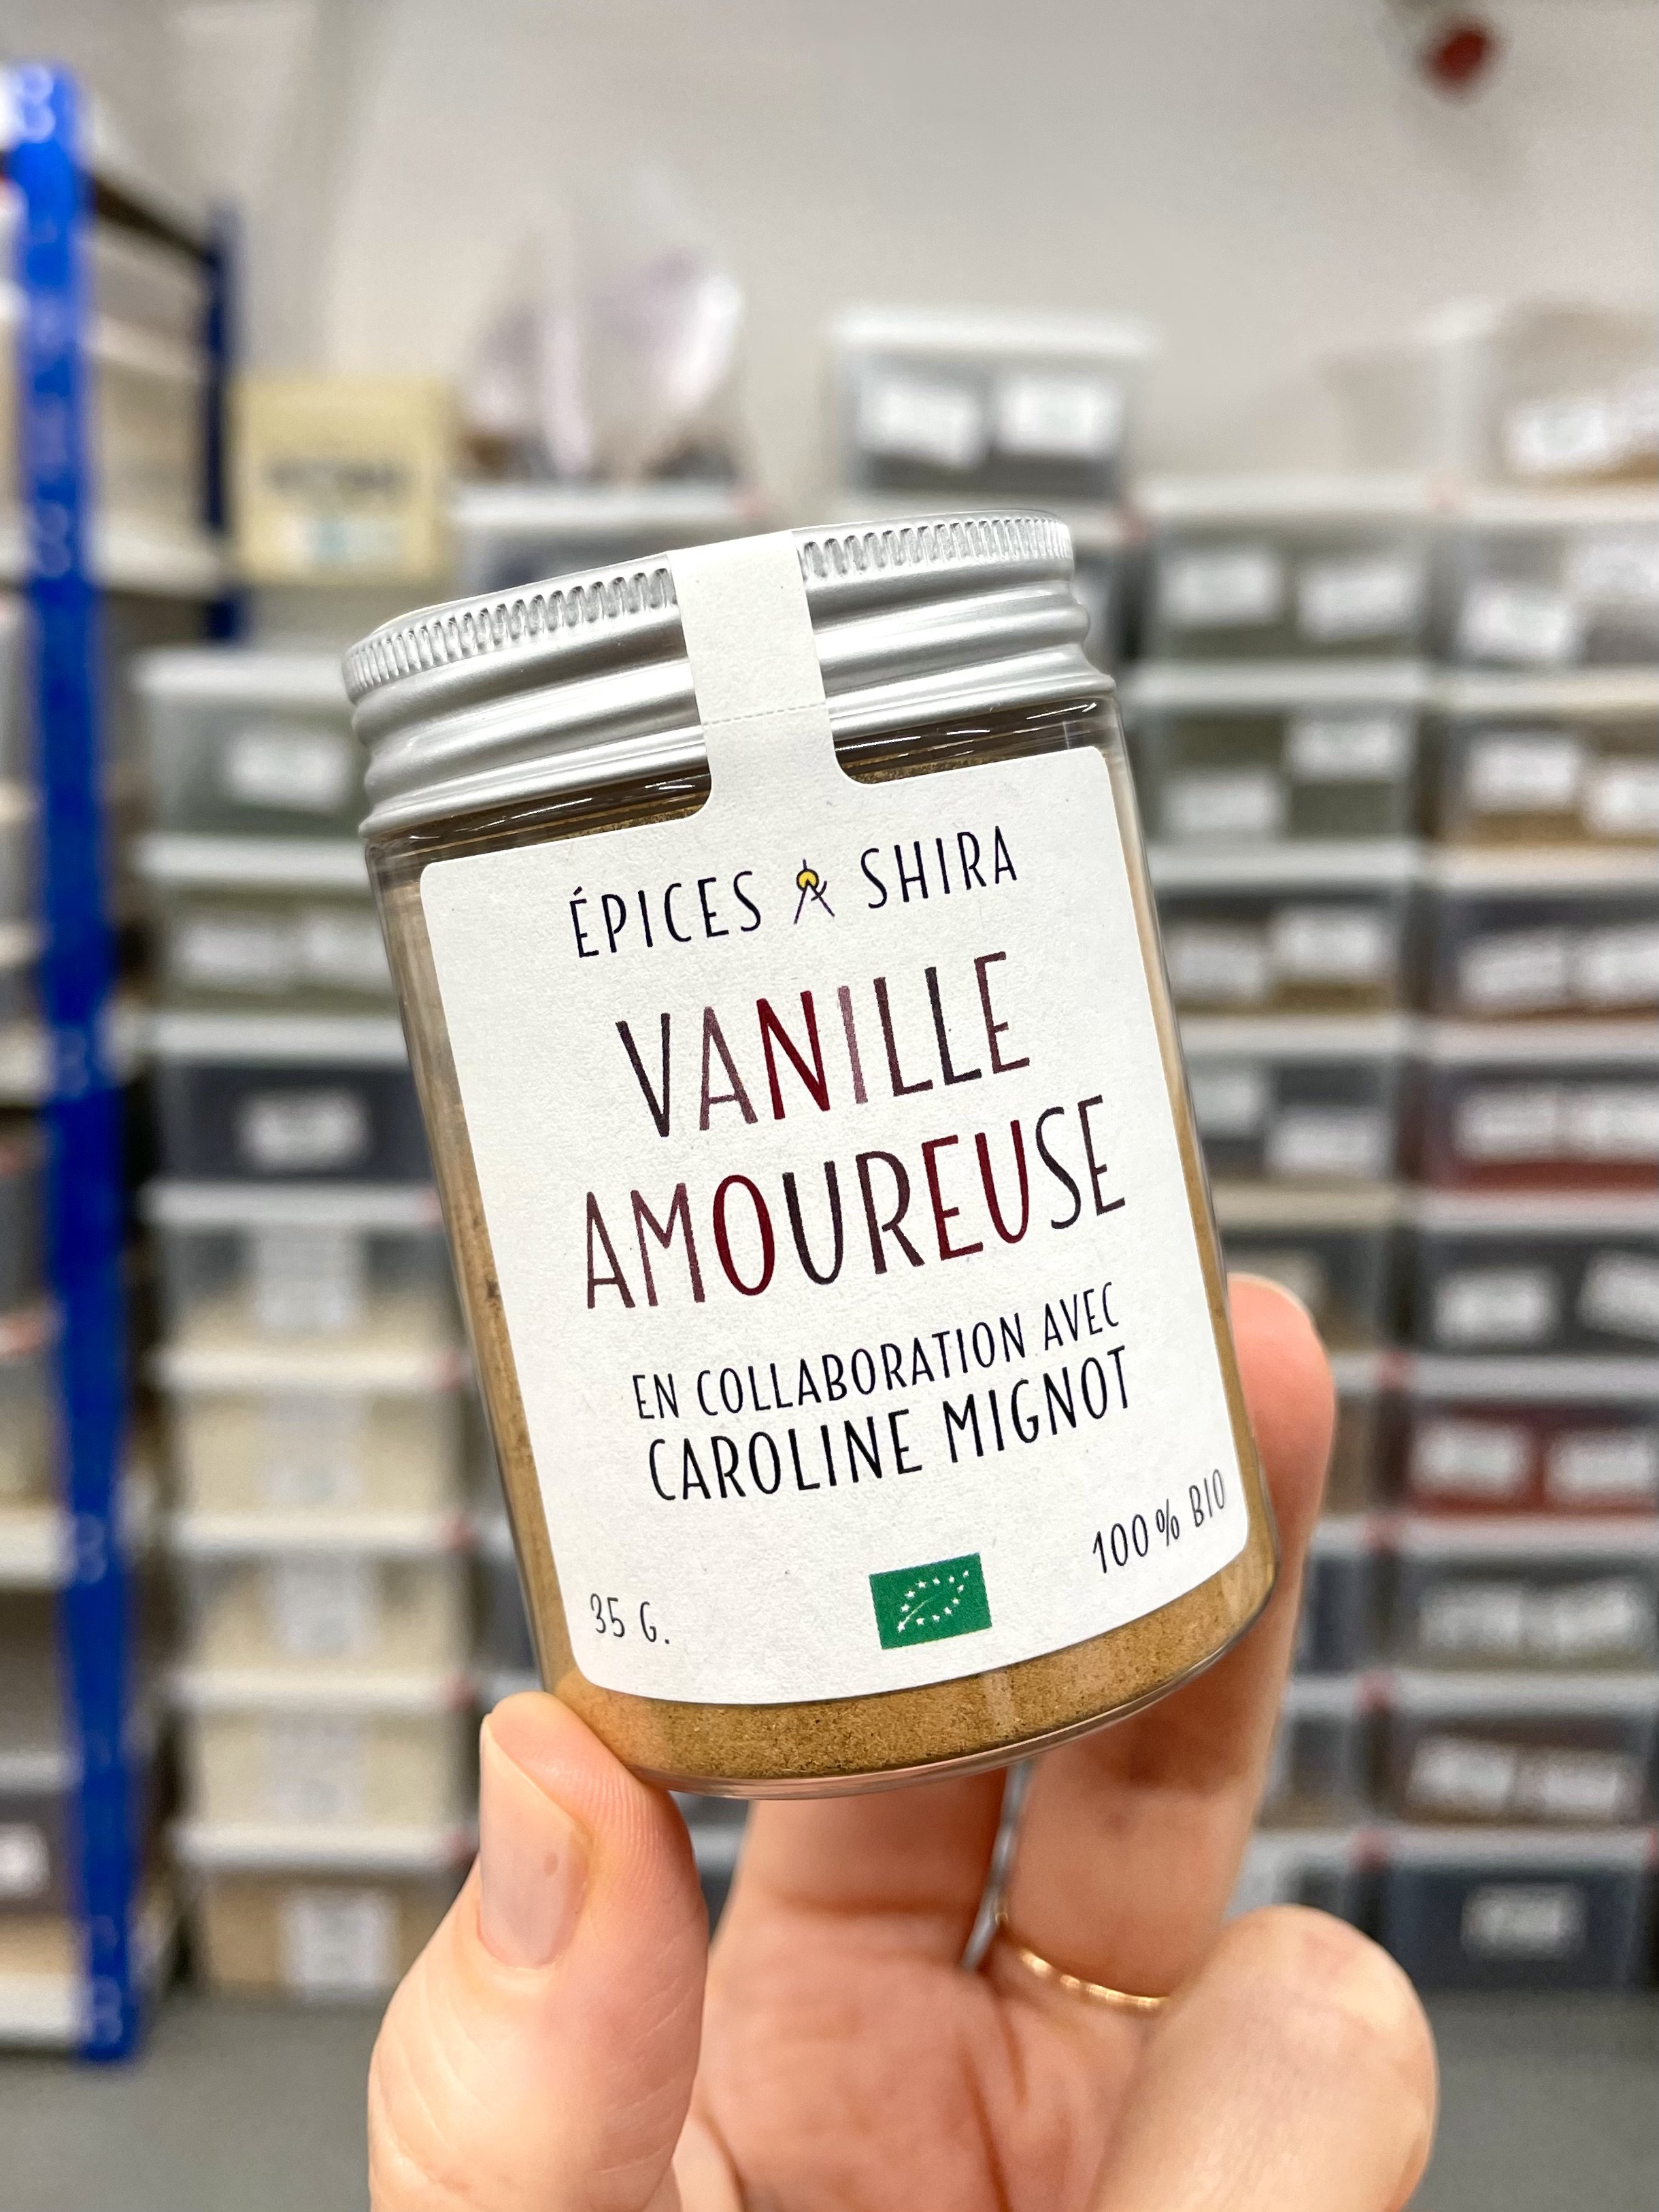 ÉPICES SHIRA
VANILLE
AMOUREUSE
EN COLLABORATION AVEC
CAROLINE MIGNOT
35 G.
100% BIO